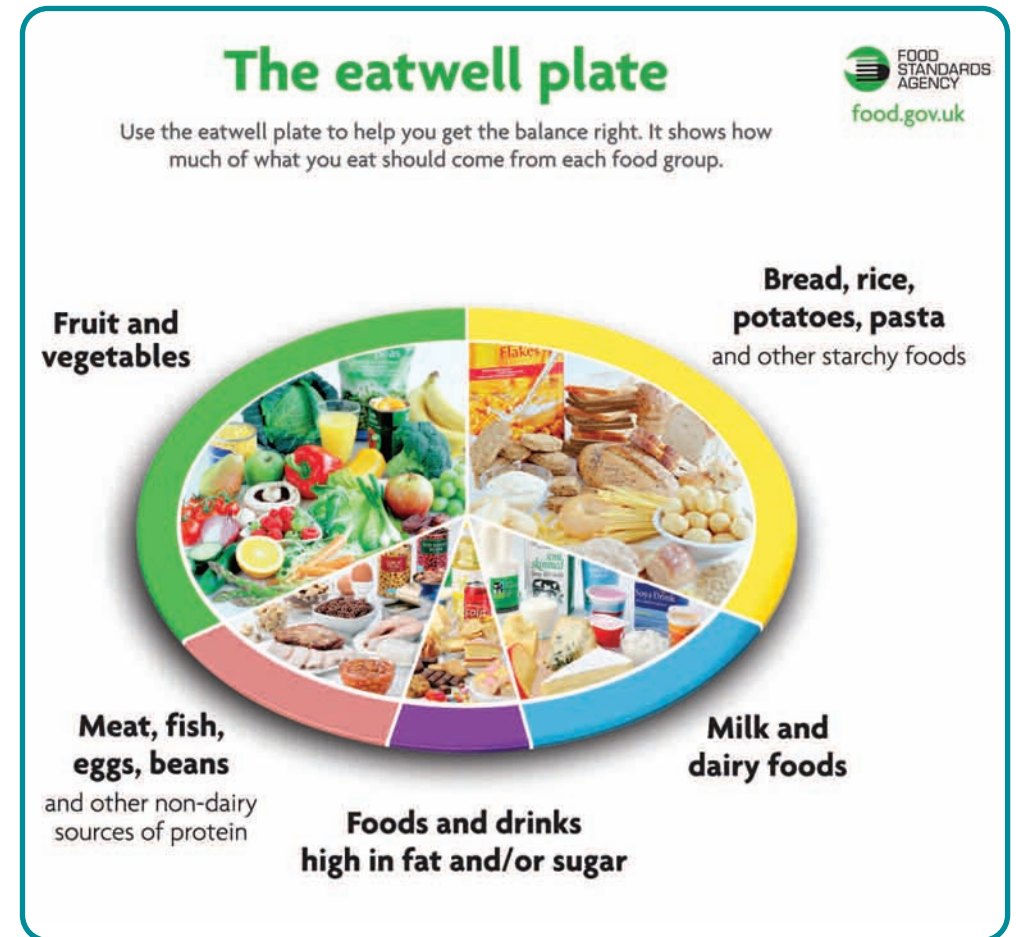 The eatwell plate
FOOD
STANDARDS
AGENCY
food.gov.uk
Use the eatwell plate to help you get the balance right. It shows how
much of what you eat should come from each food group.
Fruit and
vegetables
Bread, rice,
potatoes, pasta
and other starchy foods
Flakes
Soya Drink
Meat, fish,
eggs, beans
and other non-dairy
sources of protein
Milk and
dairy foods
Foods and drinks
high in fat and/or sugar